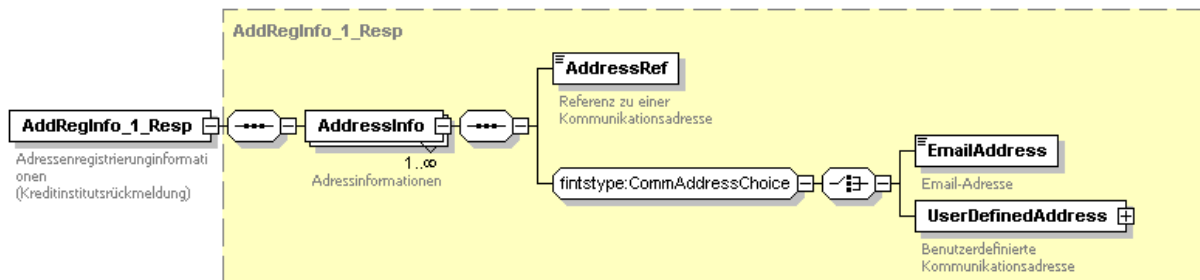 AddRegInfo_1_Resp
AddressRef
Referenz zu einer
Kommunikationsadresse
AddRegInfo_1_Resp
AddressInfo
1..∞
Adressenregistrierunginformati
onen
(Kreditinstitutsrückmeldung)
Adressinformationen
fintstype:CommAddressChoice
EmailAddress
Email-Adresse
UserDefinedAddress
Benutzerdefinierte
Kommunikationsadresse